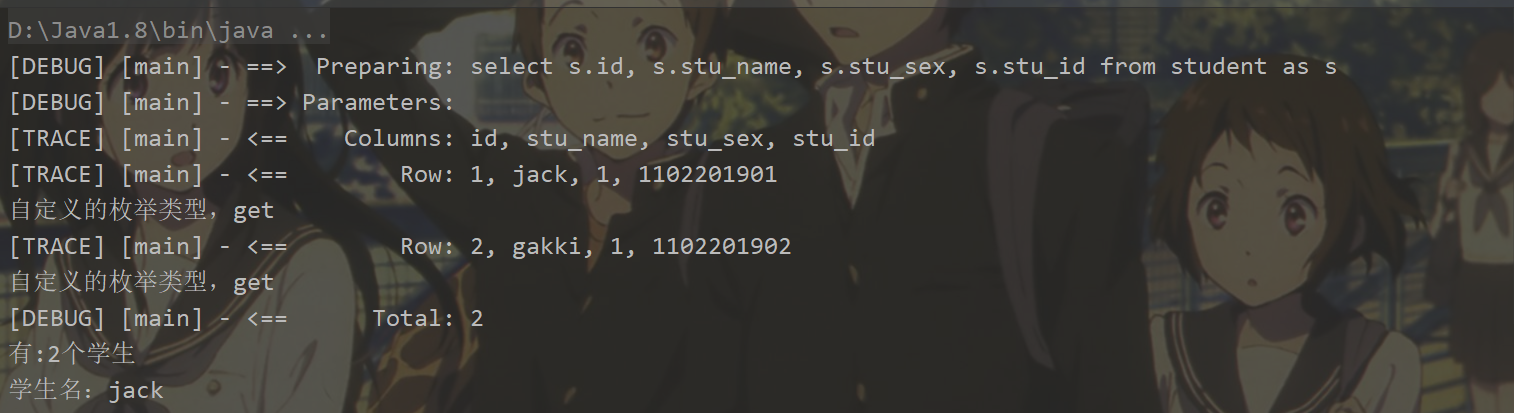 D:\Java1.8\bin\java ...
[DEBUG] [main] - ==>  Preparing: select s.id, s.stu_name, s.stu_sex, s.stu_id from student as s
[DEBUG] [main] - ==> Parameters:
[TRACE] [main] - <==    Columns: id, stu_name, stu_sex, stu_id
[TRACE] [main] - <==        Row: 1, jack, 1, 1102201901
自定义的枚举类型，get
[TRACE] [main] - <==        Row: 2, gakki, 1, 1102201902
自定义的枚举类型，get
[DEBUG] [main] - <==      Total: 2
有:2个学生
学生名：jack